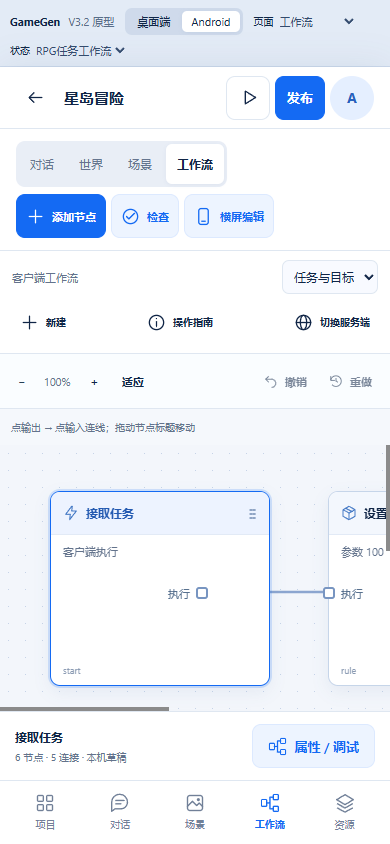 GameGen V3.2 原型 桌面端 Android 页面 工作流
状态 RPG任务工作流
星岛冒险 发布 A
对话 世界 场景 工作流
添加节点 检查 横屏编辑
客户端工作流 任务与目标
新建 操作指南 切换服务端
− 100% + 适应 撤销 重做
点输出 → 点输入连线；拖动节点标题移动
接取任务 设置
客户端执行 参数 100
执行 执行
start rule
接取任务
6 节点 · 5 连接 · 本机草稿
属性 / 调试
项目 对话 场景 工作流 资源